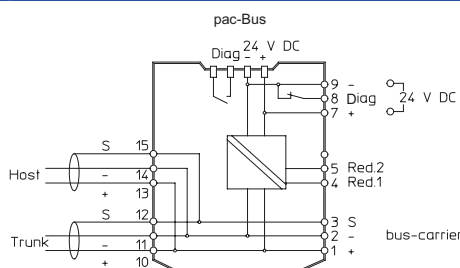 pac-Bus
Diag 24 V DC
- +
9 -
8 Diag 24 V DC
7 +
S 15
Host - 14
+ 13
5 Red.2
4 Red.1
S 12
Trunk - 11
+ 10
3 S
2 - bus-carrier
1 +